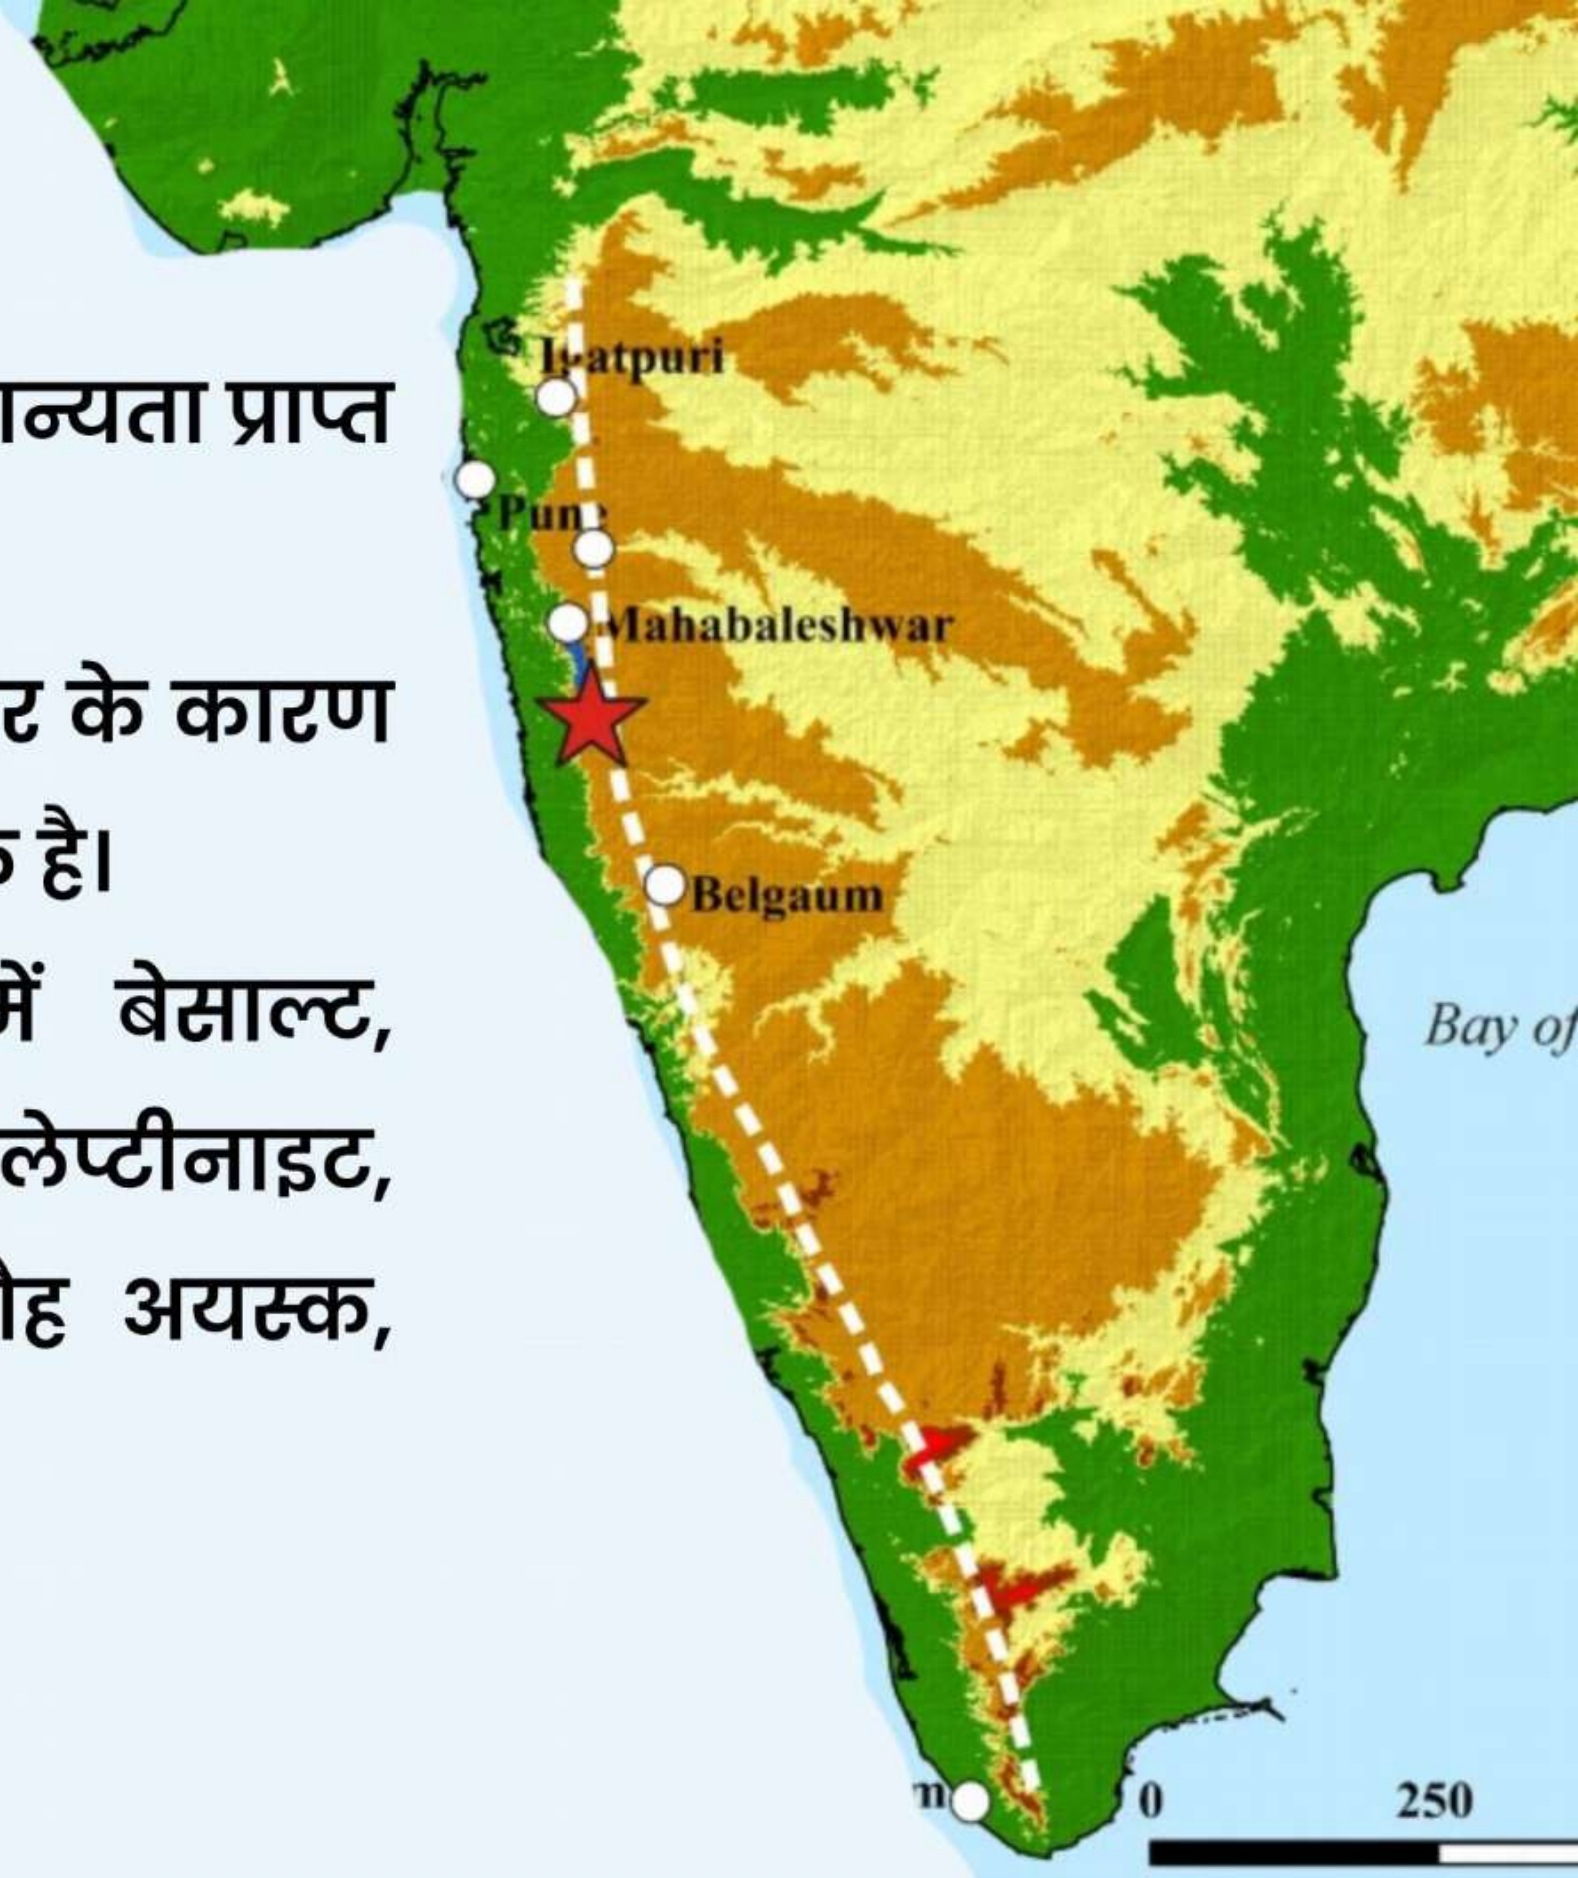 न्यता प्राप्त
र के कारण
है।
में बेसाल्ट,
लेप्टीनाइट,
अयस्क,
Igatpuri
Pune
Mahabaleshwar
Belgaum
Bay of
m
0 250